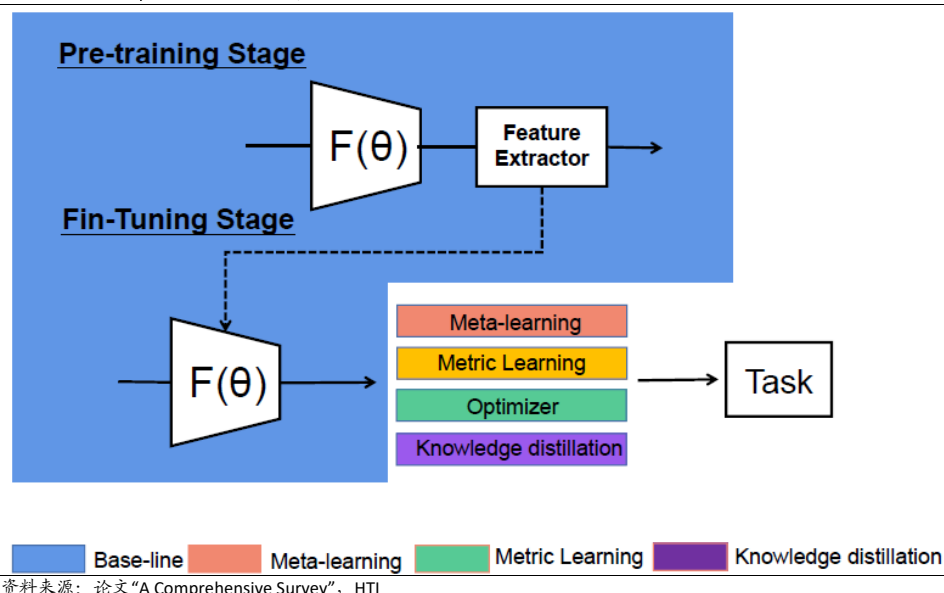 Pre-training Stage
F(θ)
Feature
Extractor
Fin-Tuning Stage
F(θ)
Meta-learning
Metric Learning
Optimizer
Knowledge distillation
Task
Base-line
Meta-learning
Metric Learning
Knowledge distillation
资料来源：论文“A Comprehensive Survey”，HTI